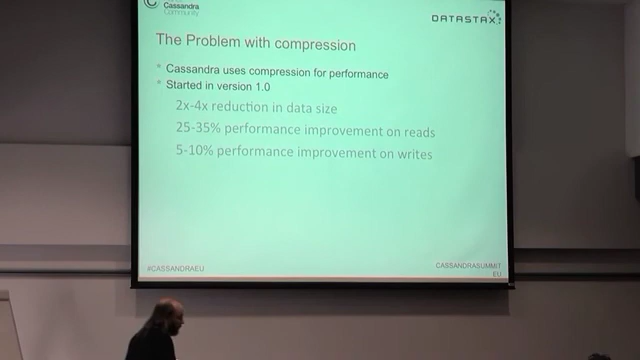 Cassandra
Community
DATASTAX
The Problem with compression
Cassandra uses compression for performance
Started in version 1.0
2x-4x reduction in data size
25-35% performance improvement on reads
5-10% performance improvement on writes
#CASSANDRAEU
CASSANDRASUMMIT
EU